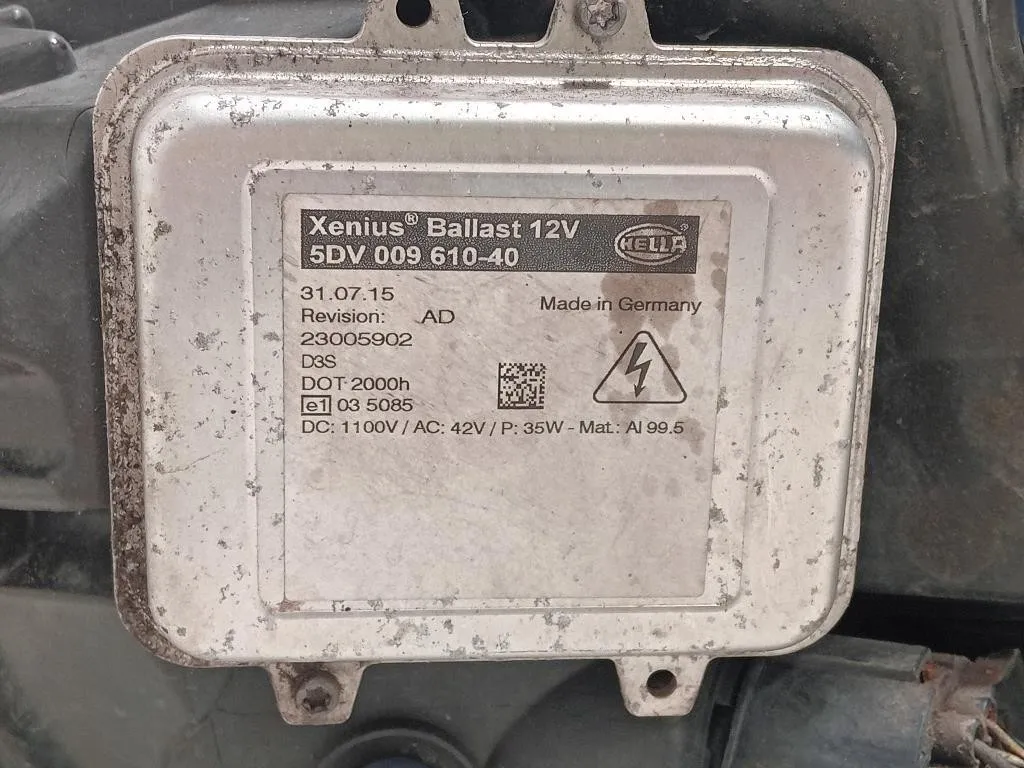 Xenius® Ballast 12V
5DV 009 610-40
HELLA®
31.07.15
Made in Germany
Revision: AD
23005902
D3S
DOT 2000h
e1 03 5085
DC: 1100V / AC: 42V / P: 35W - Mat.: Al 99.5